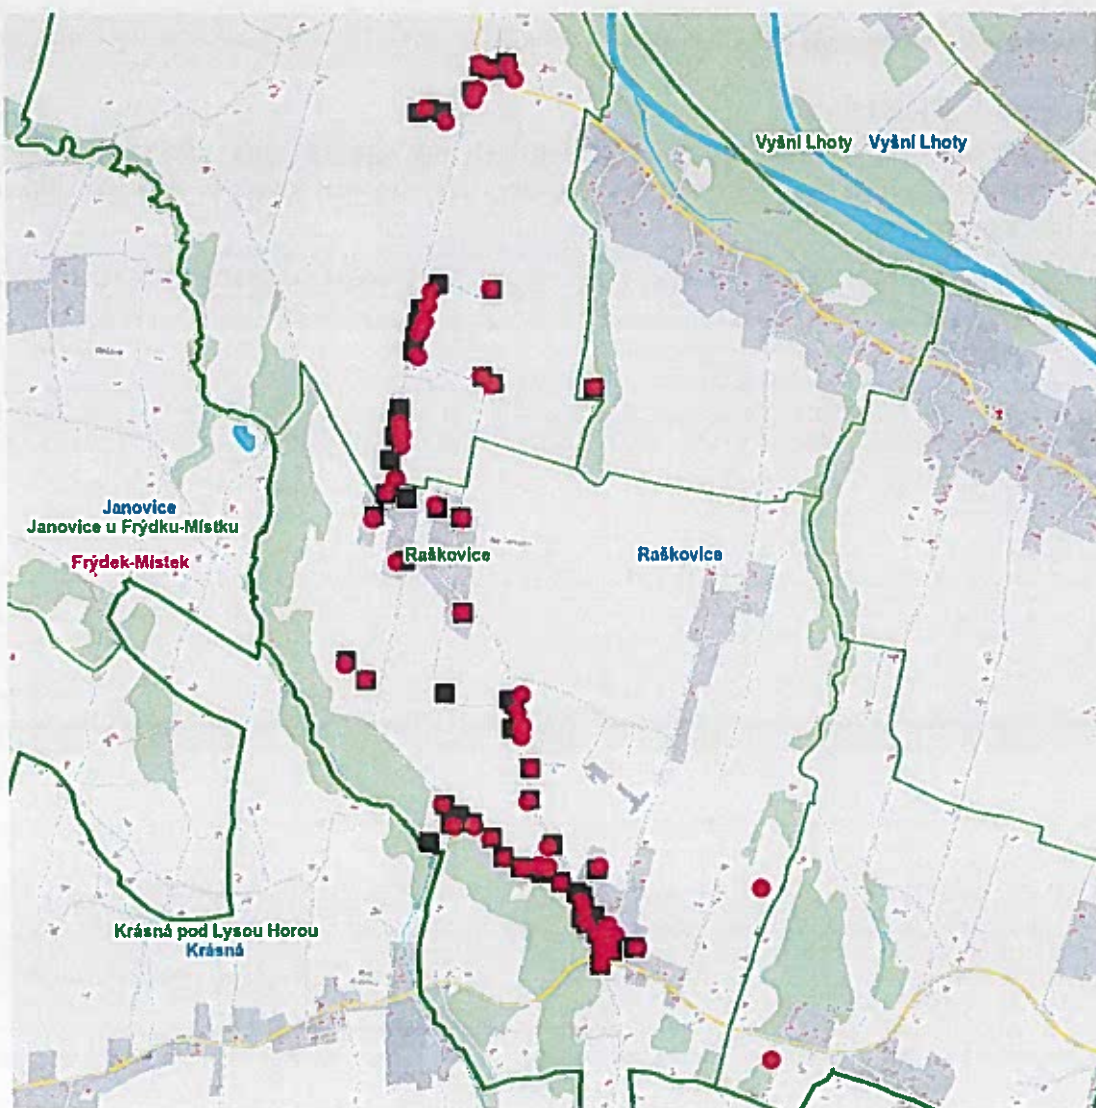 Vyšní Lhoty Vyšní Lhoty
Janovice
Janovice u Frýdku-Místku
Frýdek-Místek
Raškovice Raškovice
Krásná pod Lysou Horou
Krásná